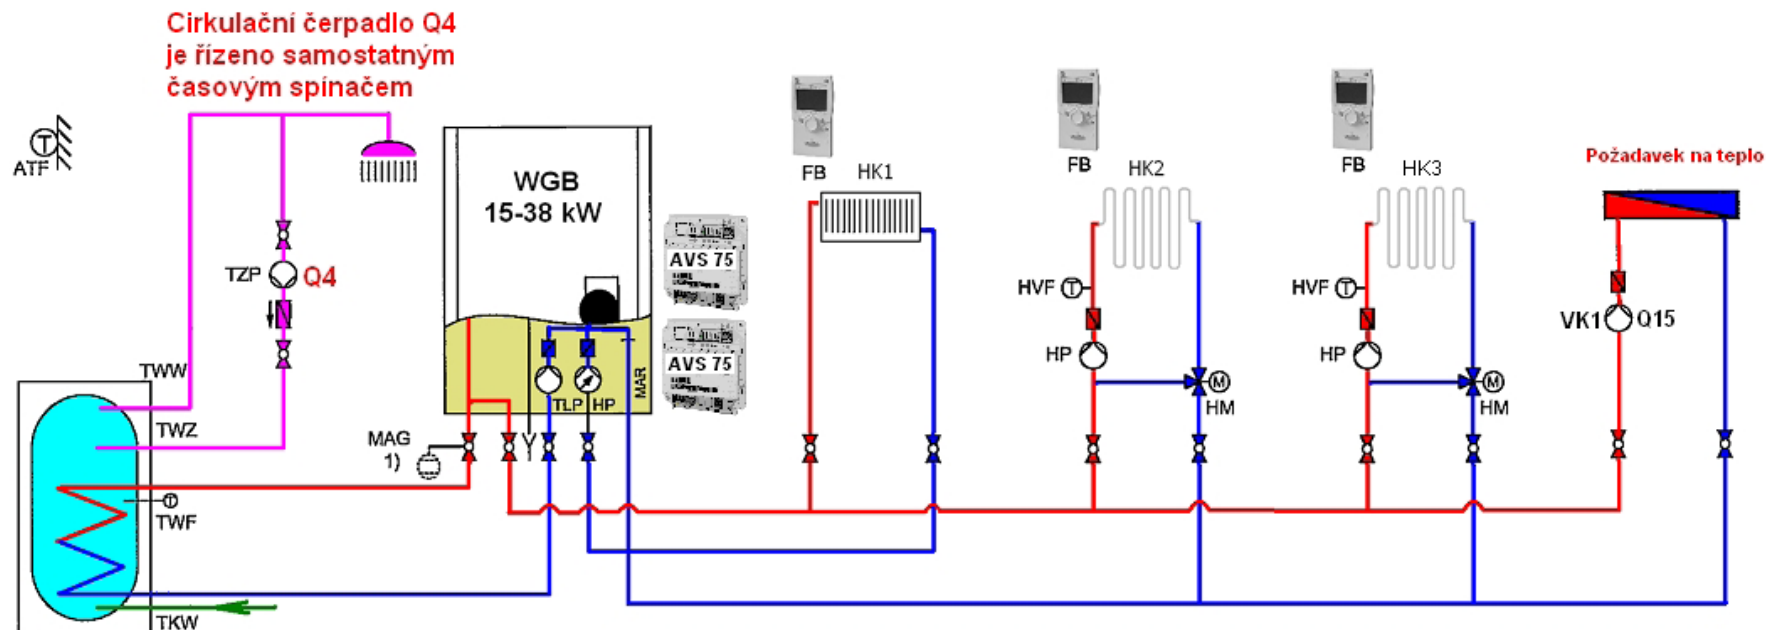 Cirkulační čerpadlo Q4
je řízeno samostatným
časovým spínačem
T
ATF
WGB
15-38 kW
AVS 75
AVS 75
FB
HK1
FB
HK2
FB
HK3
Požadavek na teplo
TZP
Q4
HVF
T
HVF
T
HP
HP
VK1
Q15
M
HM
M
HM
TLP
HP
MAR
MAG
1)
TWW
TWZ
T
TWF
TKW